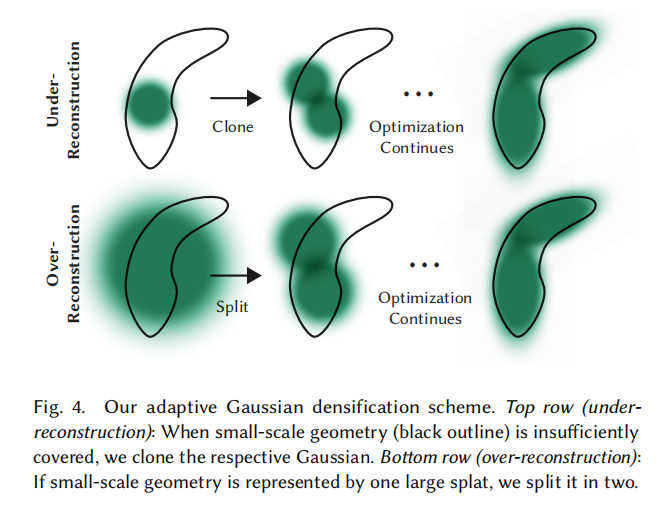 Under-
Reconstruction
Clone
• • •
Optimization
Continues
Over-
Reconstruction
Split
• • •
Optimization
Continues
Fig. 4. Our adaptive Gaussian densification scheme. Top row (under-
reconstruction): When small-scale geometry (black outline) is insufficiently
covered, we clone the respective Gaussian. Bottom row (over-reconstruction):
If small-scale geometry is represented by one large splat, we split it in two.